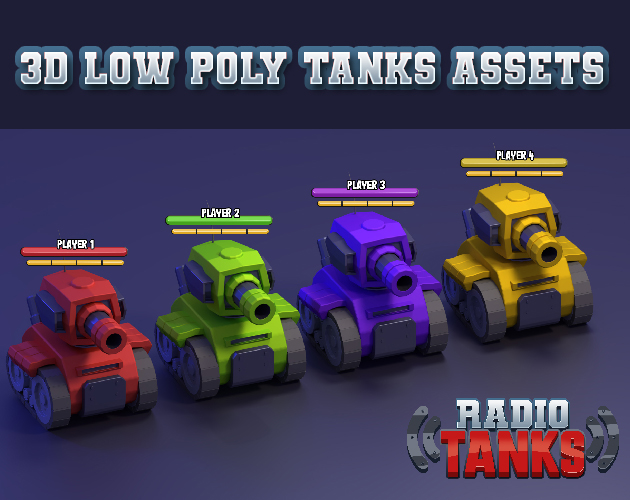 3D LOW POLY TANKS ASSETS
PLAYER 1
PLAYER 2
PLAYER 3
PLAYER 4
RADIO
TANKS